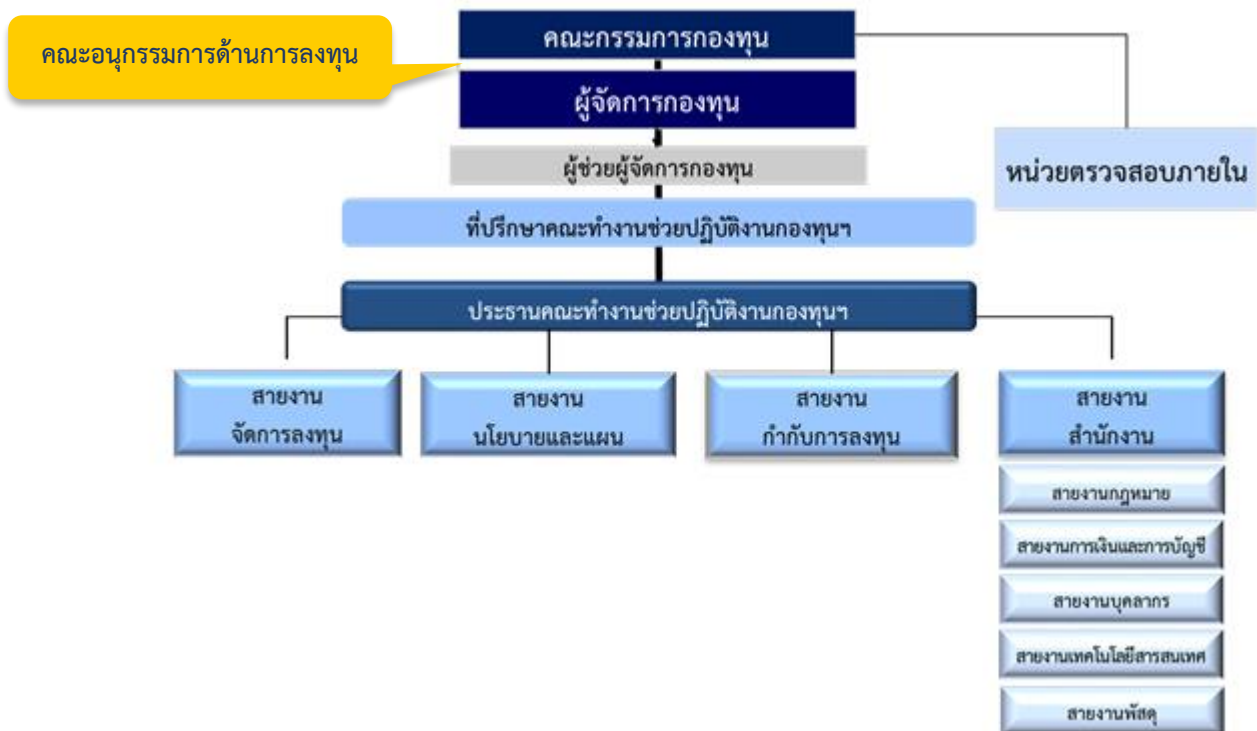 คณะอนุกรรมการด้านการลงทุน
คณะกรรมการกองทุน
ผู้จัดการกองทุน
ผู้ช่วยผู้จัดการกองทุน
หน่วยตรวจสอบภายใน
ที่ปรึกษาคณะทำงานช่วยปฏิบัติงานกองทุนฯ
ประธานคณะทำงานช่วยปฏิบัติงานกองทุนฯ
สายงาน
จัดการลงทุน
สายงาน
นโยบายและแผน
สายงาน
กำกับการลงทุน
สายงาน
สำนักงาน
สายงานกฎหมาย
สายงานการเงินและการบัญชี
สายงานบุคลากร
สายงานเทคโนโลยีสารสนเทศ
สายงานพัสดุ